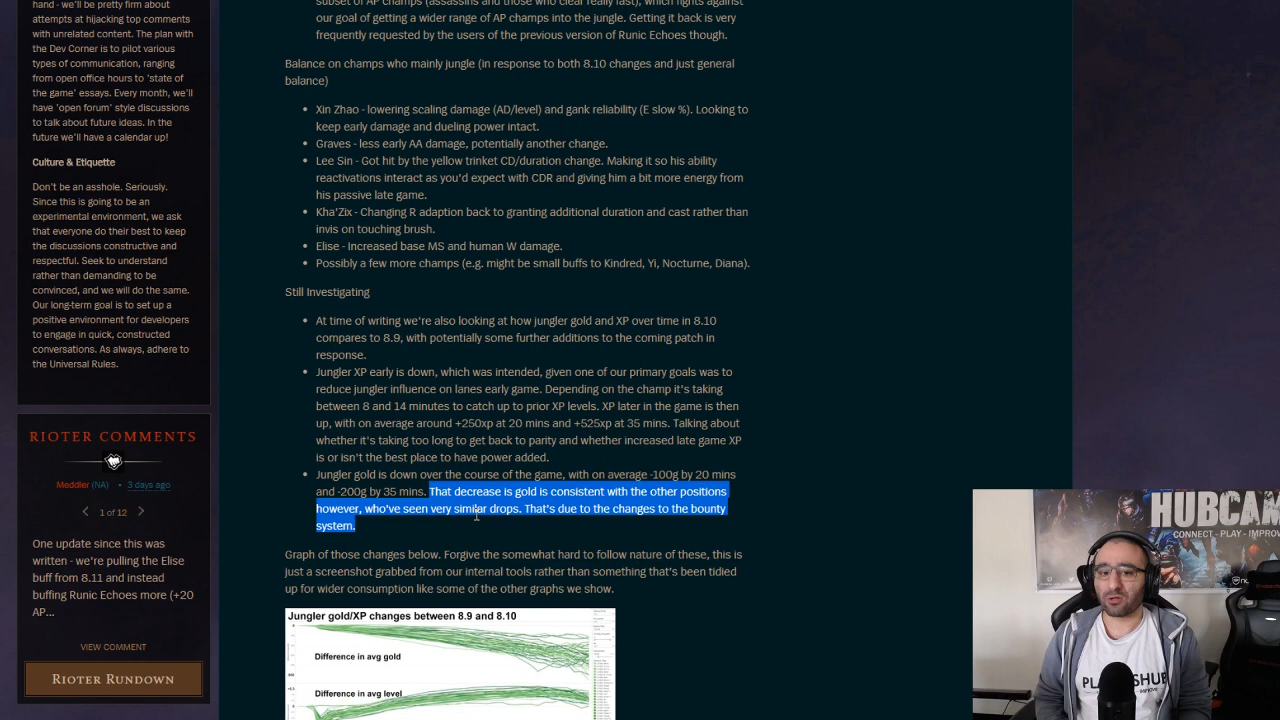 hand - we'll be pretty firm about
attempts at hijacking top comments
with unrelated content. The plan with
the Dev Corner is to pilot various
types of communication, ranging
from open office hours to 'state of
the game' essays. Every month, we'll
have 'open forum' style discussions
to talk about future ideas. In the
future we'll have a calendar up!
Culture & Etiquette
Don't be an asshole. Seriously.
Since this is going to be an
experimental environment, we ask
that everyone do their best to keep
the discussions constructive and
respectful. Seek to understand
rather than demanding to be
convinced, and we will do the same.
Our long-term goal is to set up a
positive environment for developers
to engage in quick, constructed
conversations. As always, adhere to
the Universal Rules.
RIOTER COMMENTS
Meddler (NA) • 3 days ago
1 of 12
One update since this was
written - we're pulling the Elise
buff from 8.11 and instead
buffing Runic Echoes more (+20
AP...
VIEW COMMENT
RIOTER RUNDOWN
subset of AP champs (assassins and those who clear really fast), which fights against
our goal of getting a wider range of AP champs into the jungle. Getting it back is very
frequently requested by the users of the previous version of Runic Echoes though.
Balance on champs who mainly jungle (in response to both 8.10 changes and just general
balance)
• Xin Zhao - lowering scaling damage (AD/level) and gank reliability (E slow %). Looking to
keep early damage and dueling power intact.
• Graves - less early AA damage, potentially another change.
• Lee Sin - Got hit by the yellow trinket CD/duration change. Making it so his ability
reactivations interact as you'd expect with CDR and giving him a bit more energy from
his passive late game.
• Kha'Zix - Changing R adaption back to granting additional duration and cast rather than
invis on touching brush.
• Elise - Increased base MS and human W damage.
• Possibly a few more champs (e.g. might be small buffs to Kindred, Yi, Nocturne, Diana).
Still Investigating
• At time of writing we're also looking at how jungler gold and XP over time in 8.10
compares to 8.9, with potentially some further additions to the coming patch in
response.
• Jungler XP early is down, which was intended, given one of our primary goals was to
reduce jungler influence on lanes early game. Depending on the champ it's taking
between 8 and 14 minutes to catch up to prior XP levels. XP later in the game is then
up, with on average around +250xp at 20 mins and +525xp at 35 mins. Talking about
whether it's taking too long to get back to parity and whether increased late game XP
is or isn't the best place to have power added.
• Jungler gold is down over the course of the game, with on average -100g by 20 mins
and -200g by 35 mins. That decrease is gold is consistent with the other positions
however, who've seen very similar drops. That's due to the changes to the bounty
system.
Graph of those changes below. Forgive the somewhat hard to follow nature of these, this is
just a screenshot grabbed from our internal tools rather than something that's been tidied
up for wider consumption like some of the other graphs we show.
Jungler gold/XP changes between 8.9 and 8.10
Difference in avg gold
Difference in avg level
HUBCAM
CONNECT - PLAY - IMPROV